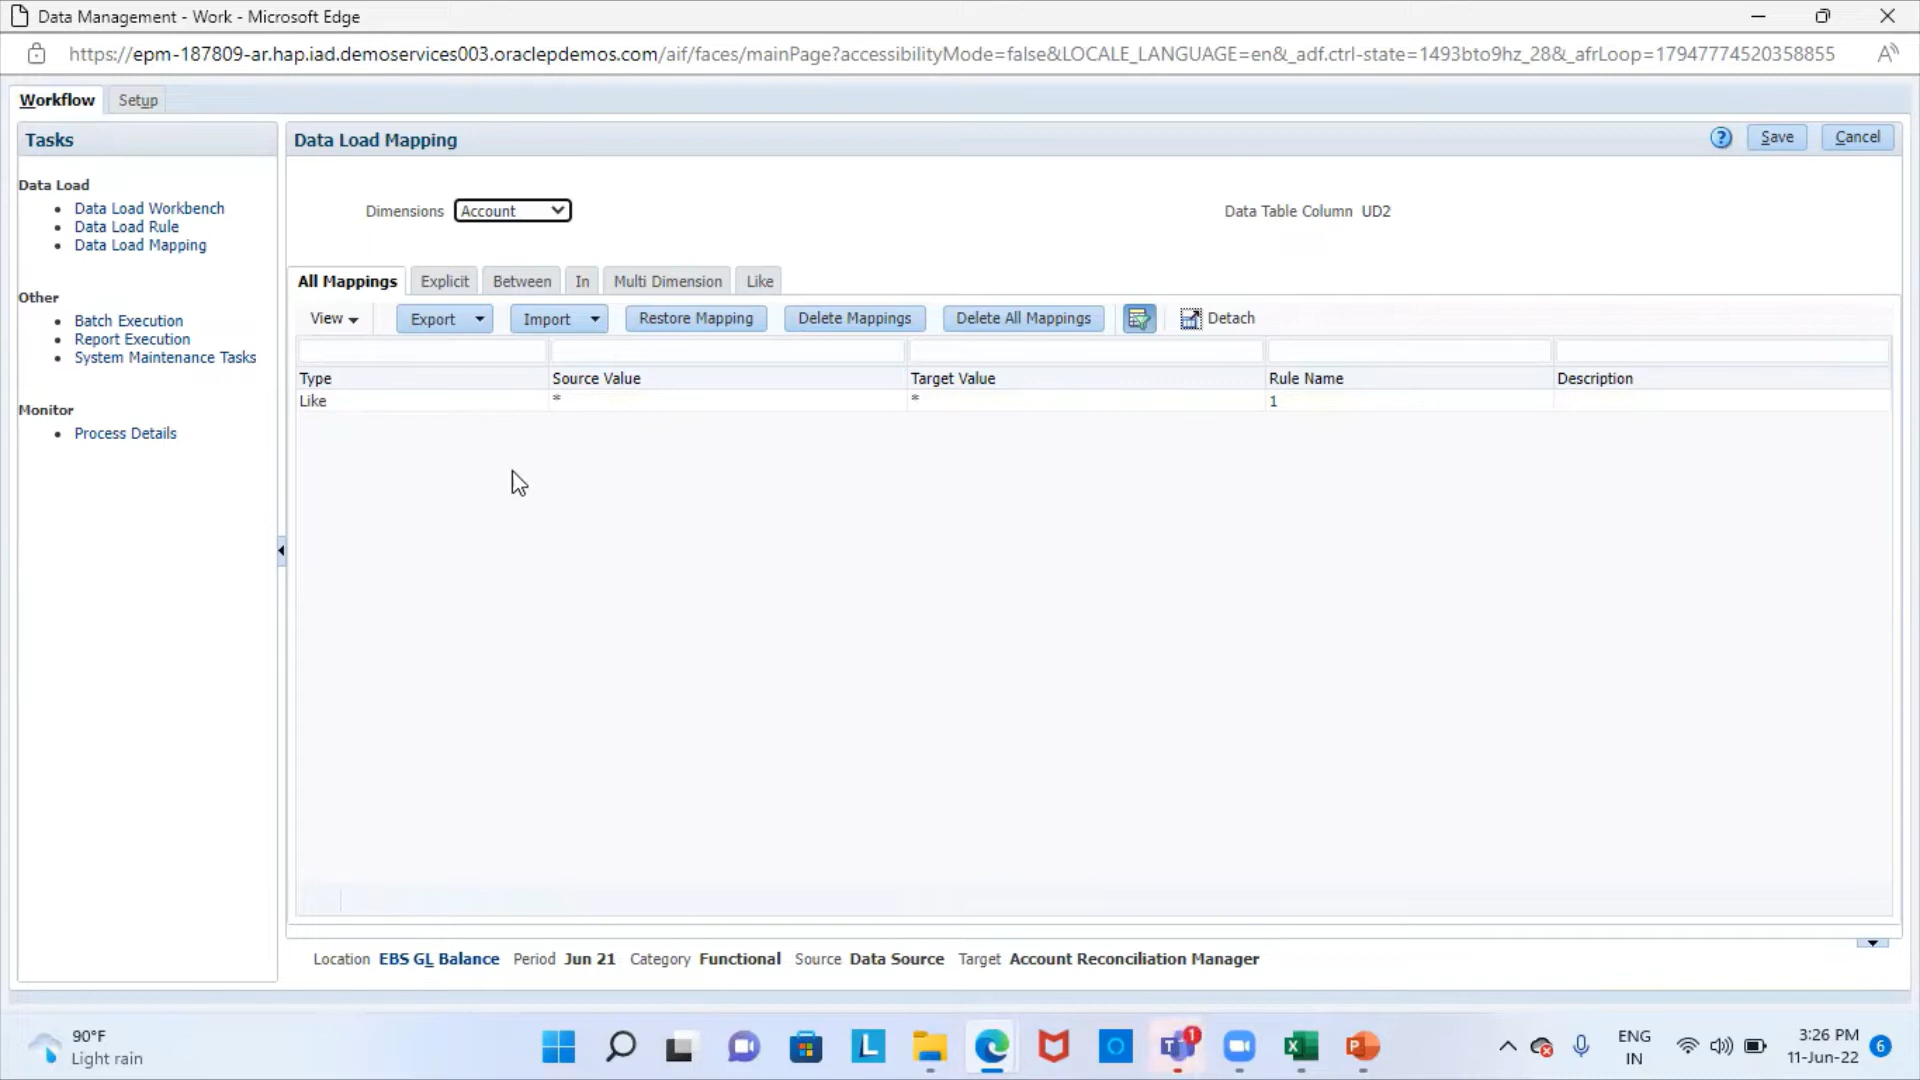 Data Management - Work - Microsoft Edge
https://epm-187809-ar.hap.iad.demoservices003.oraclepdemos.com/aif/faces/mainPage?accessibilityMode=false&LOCALE_LANGUAGE=en&_adf.ctrl-state=1493bto9hz_28&_afrLoop=17947774520358855
Workflow Setup
Tasks
Data Load Mapping
Save Cancel
Data Load
Data Load Workbench
Data Load Rule
Data Load Mapping
Other
Batch Execution
Report Execution
System Maintenance Tasks
Monitor
Process Details
Dimensions Account
Data Table Column UD2
All Mappings Explicit Between In Multi Dimension Like
View Export Import Restore Mapping Delete Mappings Delete All Mappings Detach
Type Source Value Target Value Rule Name Description
Like * * 1
Location EBS GL Balance Period Jun 21 Category Functional Source Data Source Target Account Reconciliation Manager
90°F
Light rain
1
ENG
IN
3:26 PM
11-Jun-22
6